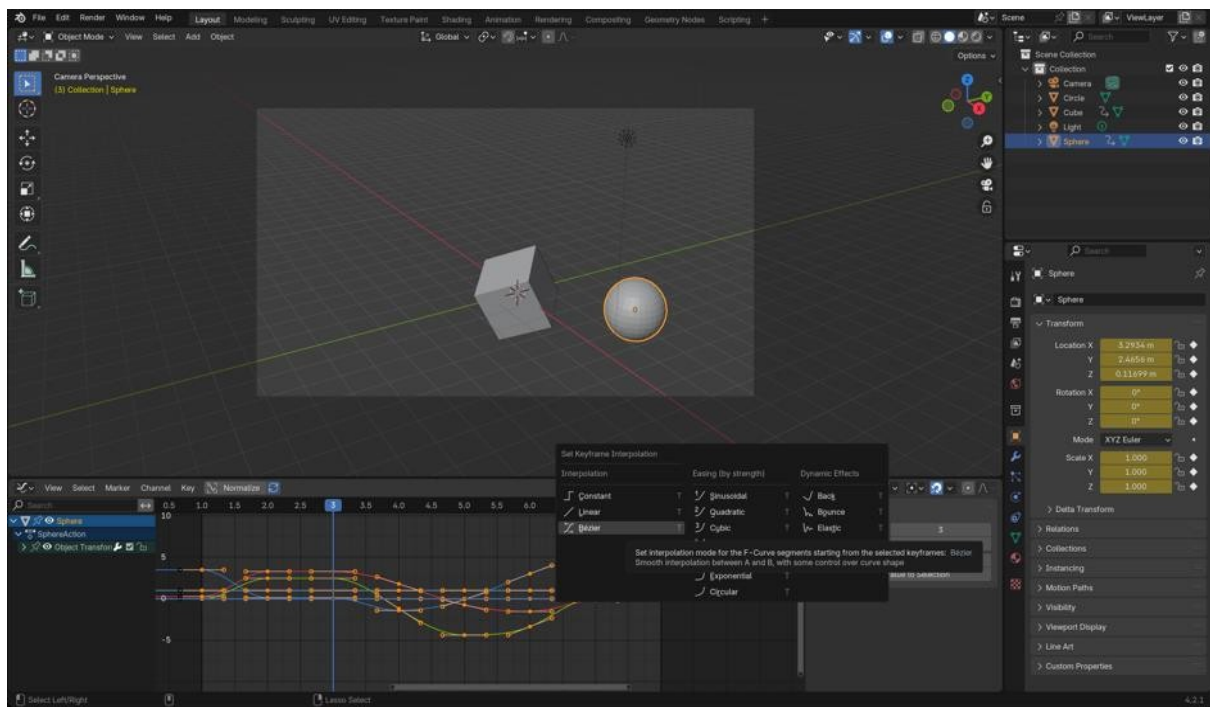 File Edit Render Window Help Layout Modeling Sculpting UV Editing Texture Paint Shading Animation Rendering Compositing Geometry Nodes Scripting + Scene ViewLayer
Object Mode View Select Add Object Global Search
Options
Camera Perspective
(3) Collection | Sphere
Scene Collection
Collection
Camera
Circle
Cube
Light
Sphere
Search
Sphere
Sphere
Transform
Location X 3.2934 m
Y 2.4656 m
Z 0.11699 m
Rotation X 0°
Y 0°
Z 0°
Mode XYZ Euler
Scale X 1.000
Y 1.000
Z 1.000
Delta Transform
Relations
Collections
Instancing
Motion Paths
Visibility
Viewport Display
Line Art
Custom Properties
Set Keyframe Interpolation
Interpolation Easing (by strength) Dynamic Effects
Constant T Sinusoidal T Back T
Linear T Quadratic T Bounce T
Bézier T Cubic T Elastic T
Set interpolation mode for the F-Curve segments starting from the selected keyframes: Bézier
Smooth interpolation between A and B, with some control over curve shape
Exponential T
Circular T
View Select Marker Channel Key Normalize
Search 0.5 1.0 1.5 2.0 2.5 3 3.5 4.0 4.5 5.0 5.5 6.0
Sphere
SphereAction
Object Transform
10
5
0
-5
3
Value to Selection
Select Left/Right Lasso Select 4.2.1